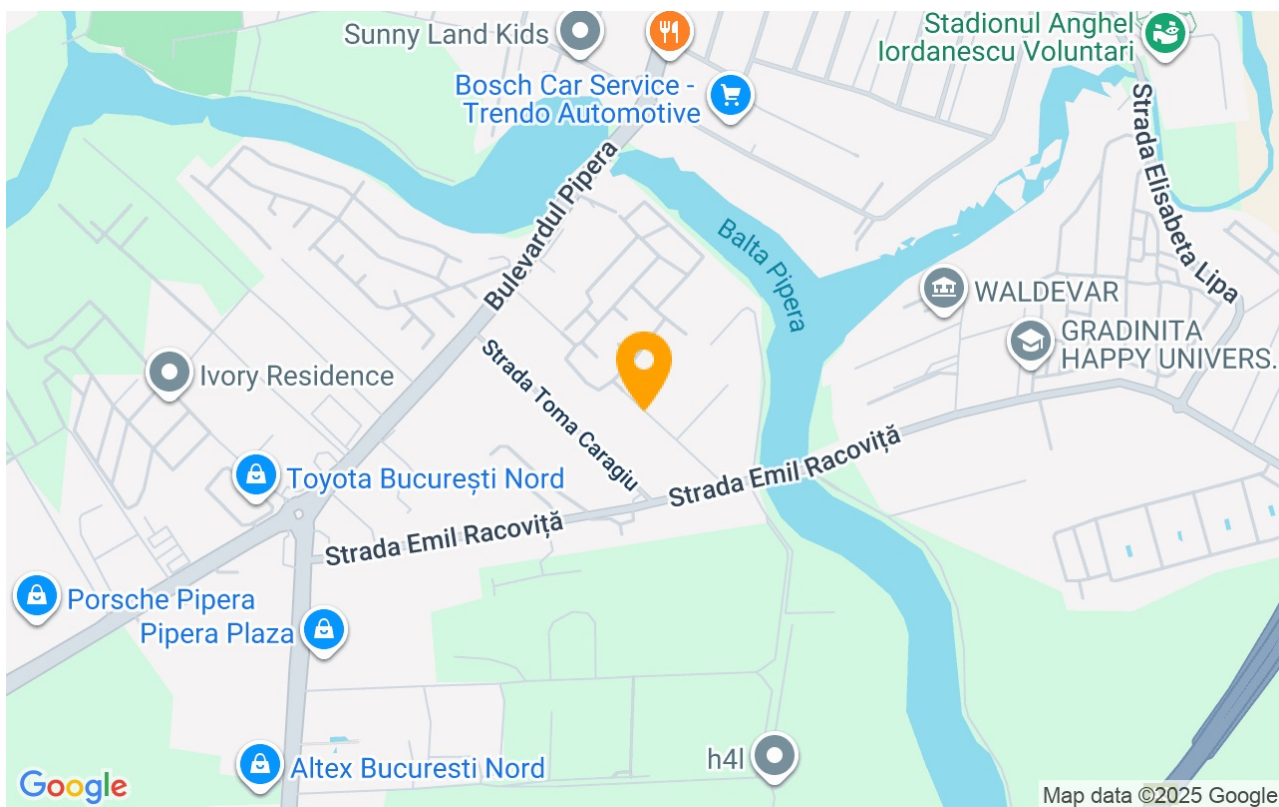 Sunny Land Kids
Stadionul Anghel
Iordanescu Voluntari
Bosch Car Service -
Trendo Automotive
Strada Elisabeta Lipa
Bulevardul Pipera
Balta Pipera
WALDEVAR
GRADINITA
HAPPY UNIVERS.
Ivory Residence
Strada Toma Caragiu
Strada Emil Racoviță
Toyota București Nord
Strada Emil Racoviță
Porsche Pipera
Pipera Plaza
h4l
Altex Bucuresti Nord
Google
Map data ©2025 Google